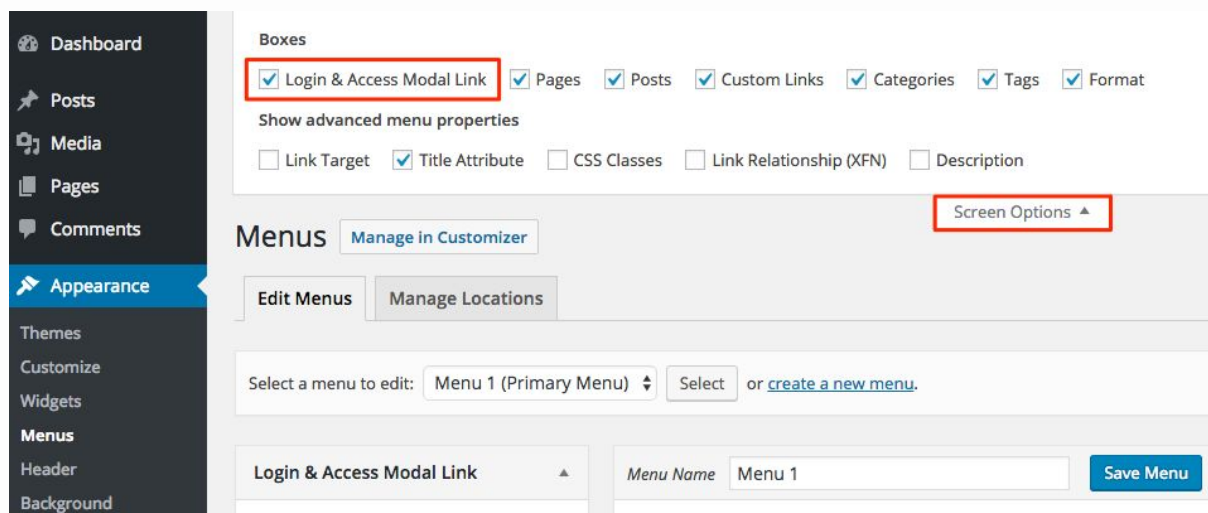 Dashboard
Posts
Media
Pages
Comments
Appearance
Themes
Customize
Widgets
Menus
Header
Background
Boxes
Login & Access Modal Link Pages Posts Custom Links Categories Tags Format
Show advanced menu properties
Link Target Title Attribute CSS Classes Link Relationship (XFN) Description
Screen Options
Menus Manage in Customizer
Edit Menus Manage Locations
Select a menu to edit: Menu 1 (Primary Menu) Select or create a new menu.
Login & Access Modal Link
Menu Name Menu 1 Save Menu